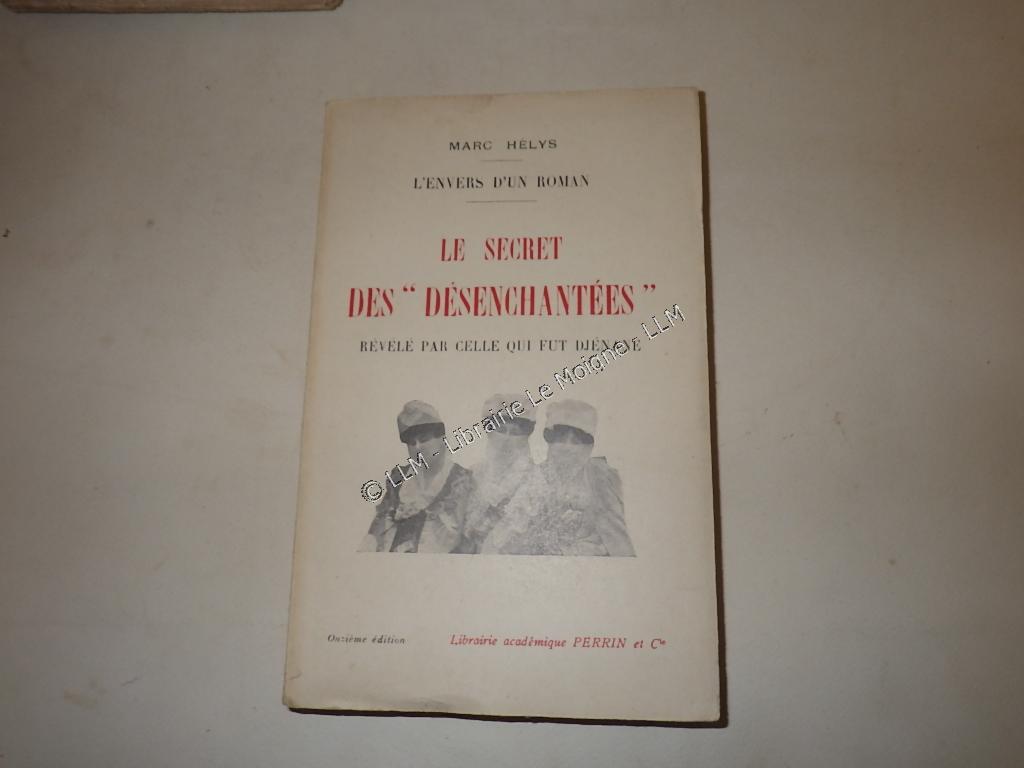 MARC HÉLYS
L'ENVERS D'UN ROMAN
LE SECRET
DES “ DÉSENCHANTÉES ”
RÉVÉLÉ PAR CELLE QUI FUT DJÉNANE
© LLM - Librairie Le Moigne - LLM
Onzième édition
Librairie académique PERRIN et Cie